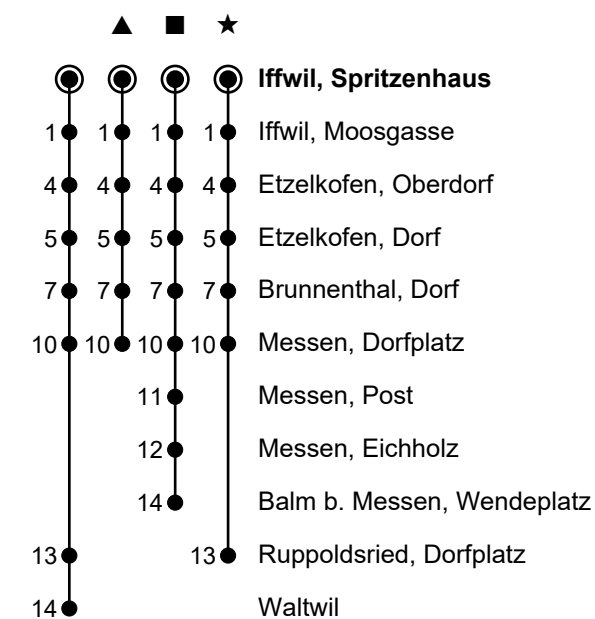 ▲ ■ ★
Iffwil, Spritzenhaus
1 1 1 1 Iffwil, Moosgasse
4 4 4 4 Etzelkofen, Oberdorf
5 5 5 5 Etzelkofen, Dorf
7 7 7 7 Brunnenthal, Dorf
10 10 10 10 Messen, Dorfplatz
11 Messen, Post
12 Messen, Eichholz
14 Balm b. Messen, Wendeplatz
13 13 Ruppoldsried, Dorfplatz
14 Waltwil